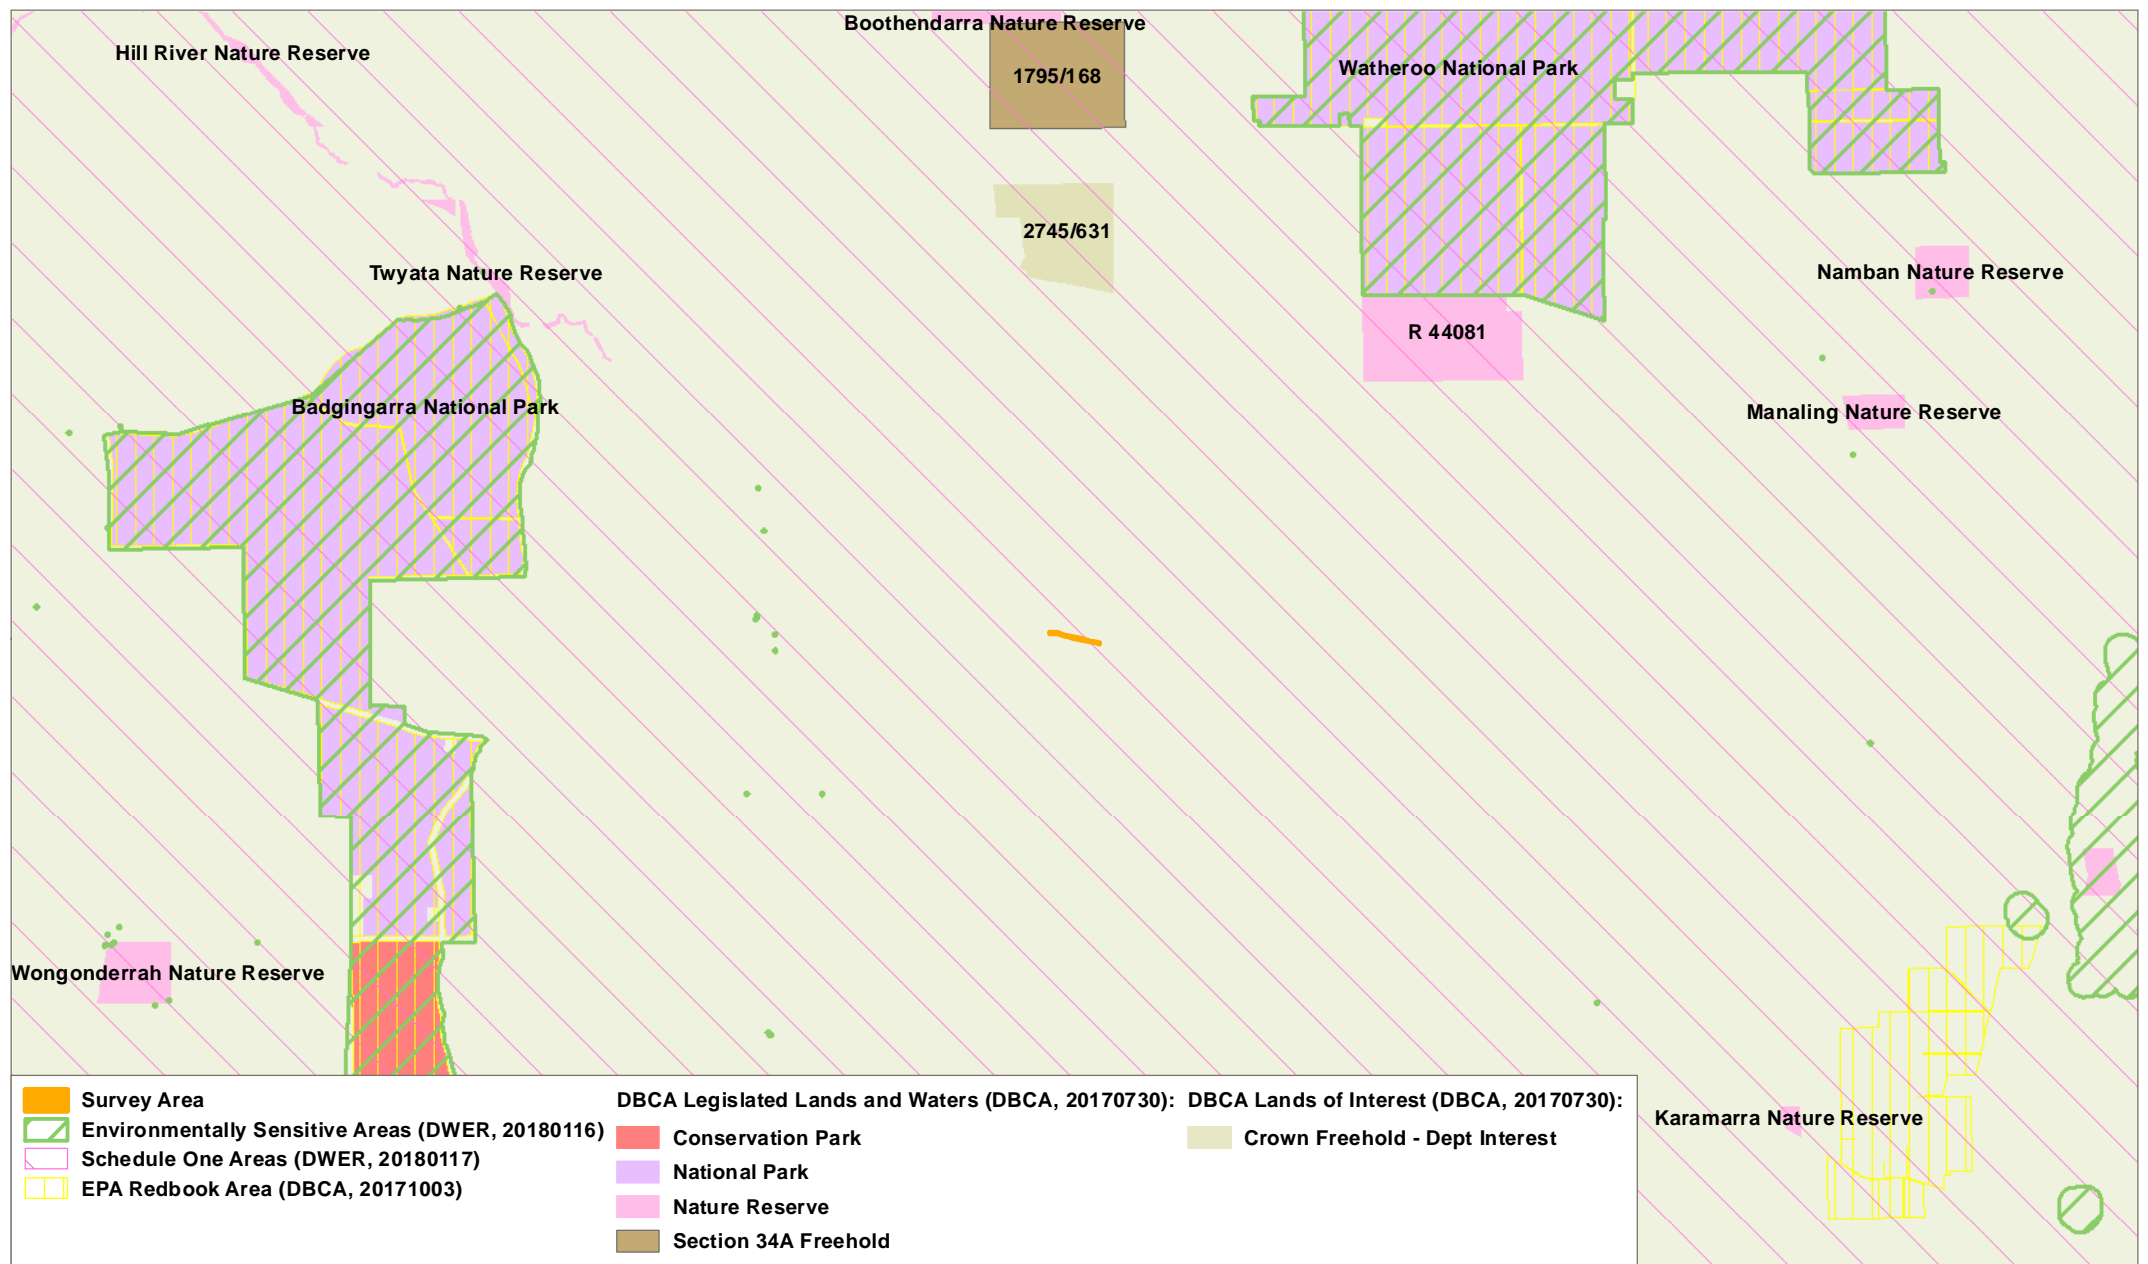 Boothendarra Nature Reserve
Hill River Nature Reserve
1795/168
Watheroo National Park
2745/631
Twyata Nature Reserve
Namban Nature Reserve
R 44081
Badgingarra National Park
Manaling Nature Reserve
Wongonderrah Nature Reserve
Karamarra Nature Reserve
Survey Area
Environmentally Sensitive Areas (DWER, 20180116)
Schedule One Areas (DWER, 20180117)
EPA Redbook Area (DBCA, 20171003)
DBCA Legislated Lands and Waters (DBCA, 20170730):
Conservation Park
National Park
Nature Reserve
Section 34A Freehold
DBCA Lands of Interest (DBCA, 20170730):
Crown Freehold - Dept Interest